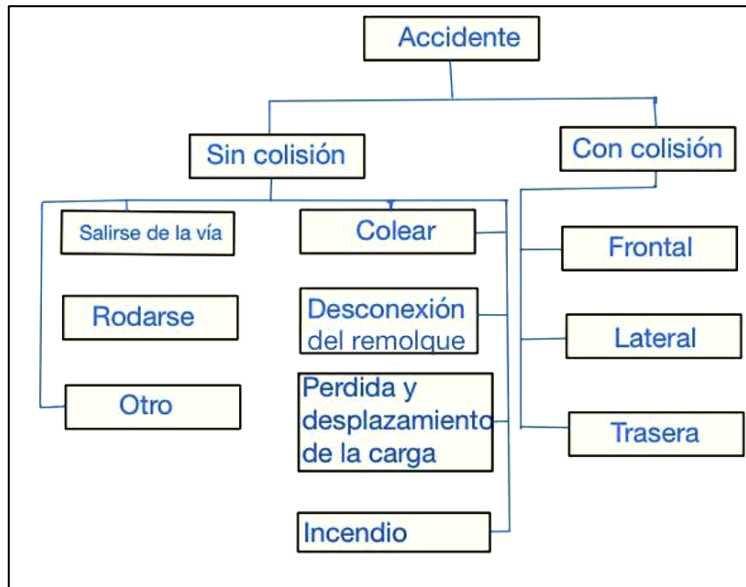 Accidente
Sin colisión
Con colisión
Salirse de la vía
Colear
Frontal
Rodarse
Desconexión
del remolque
Lateral
Otro
Perdida y
desplazamiento
de la carga
Trasera
Incendio